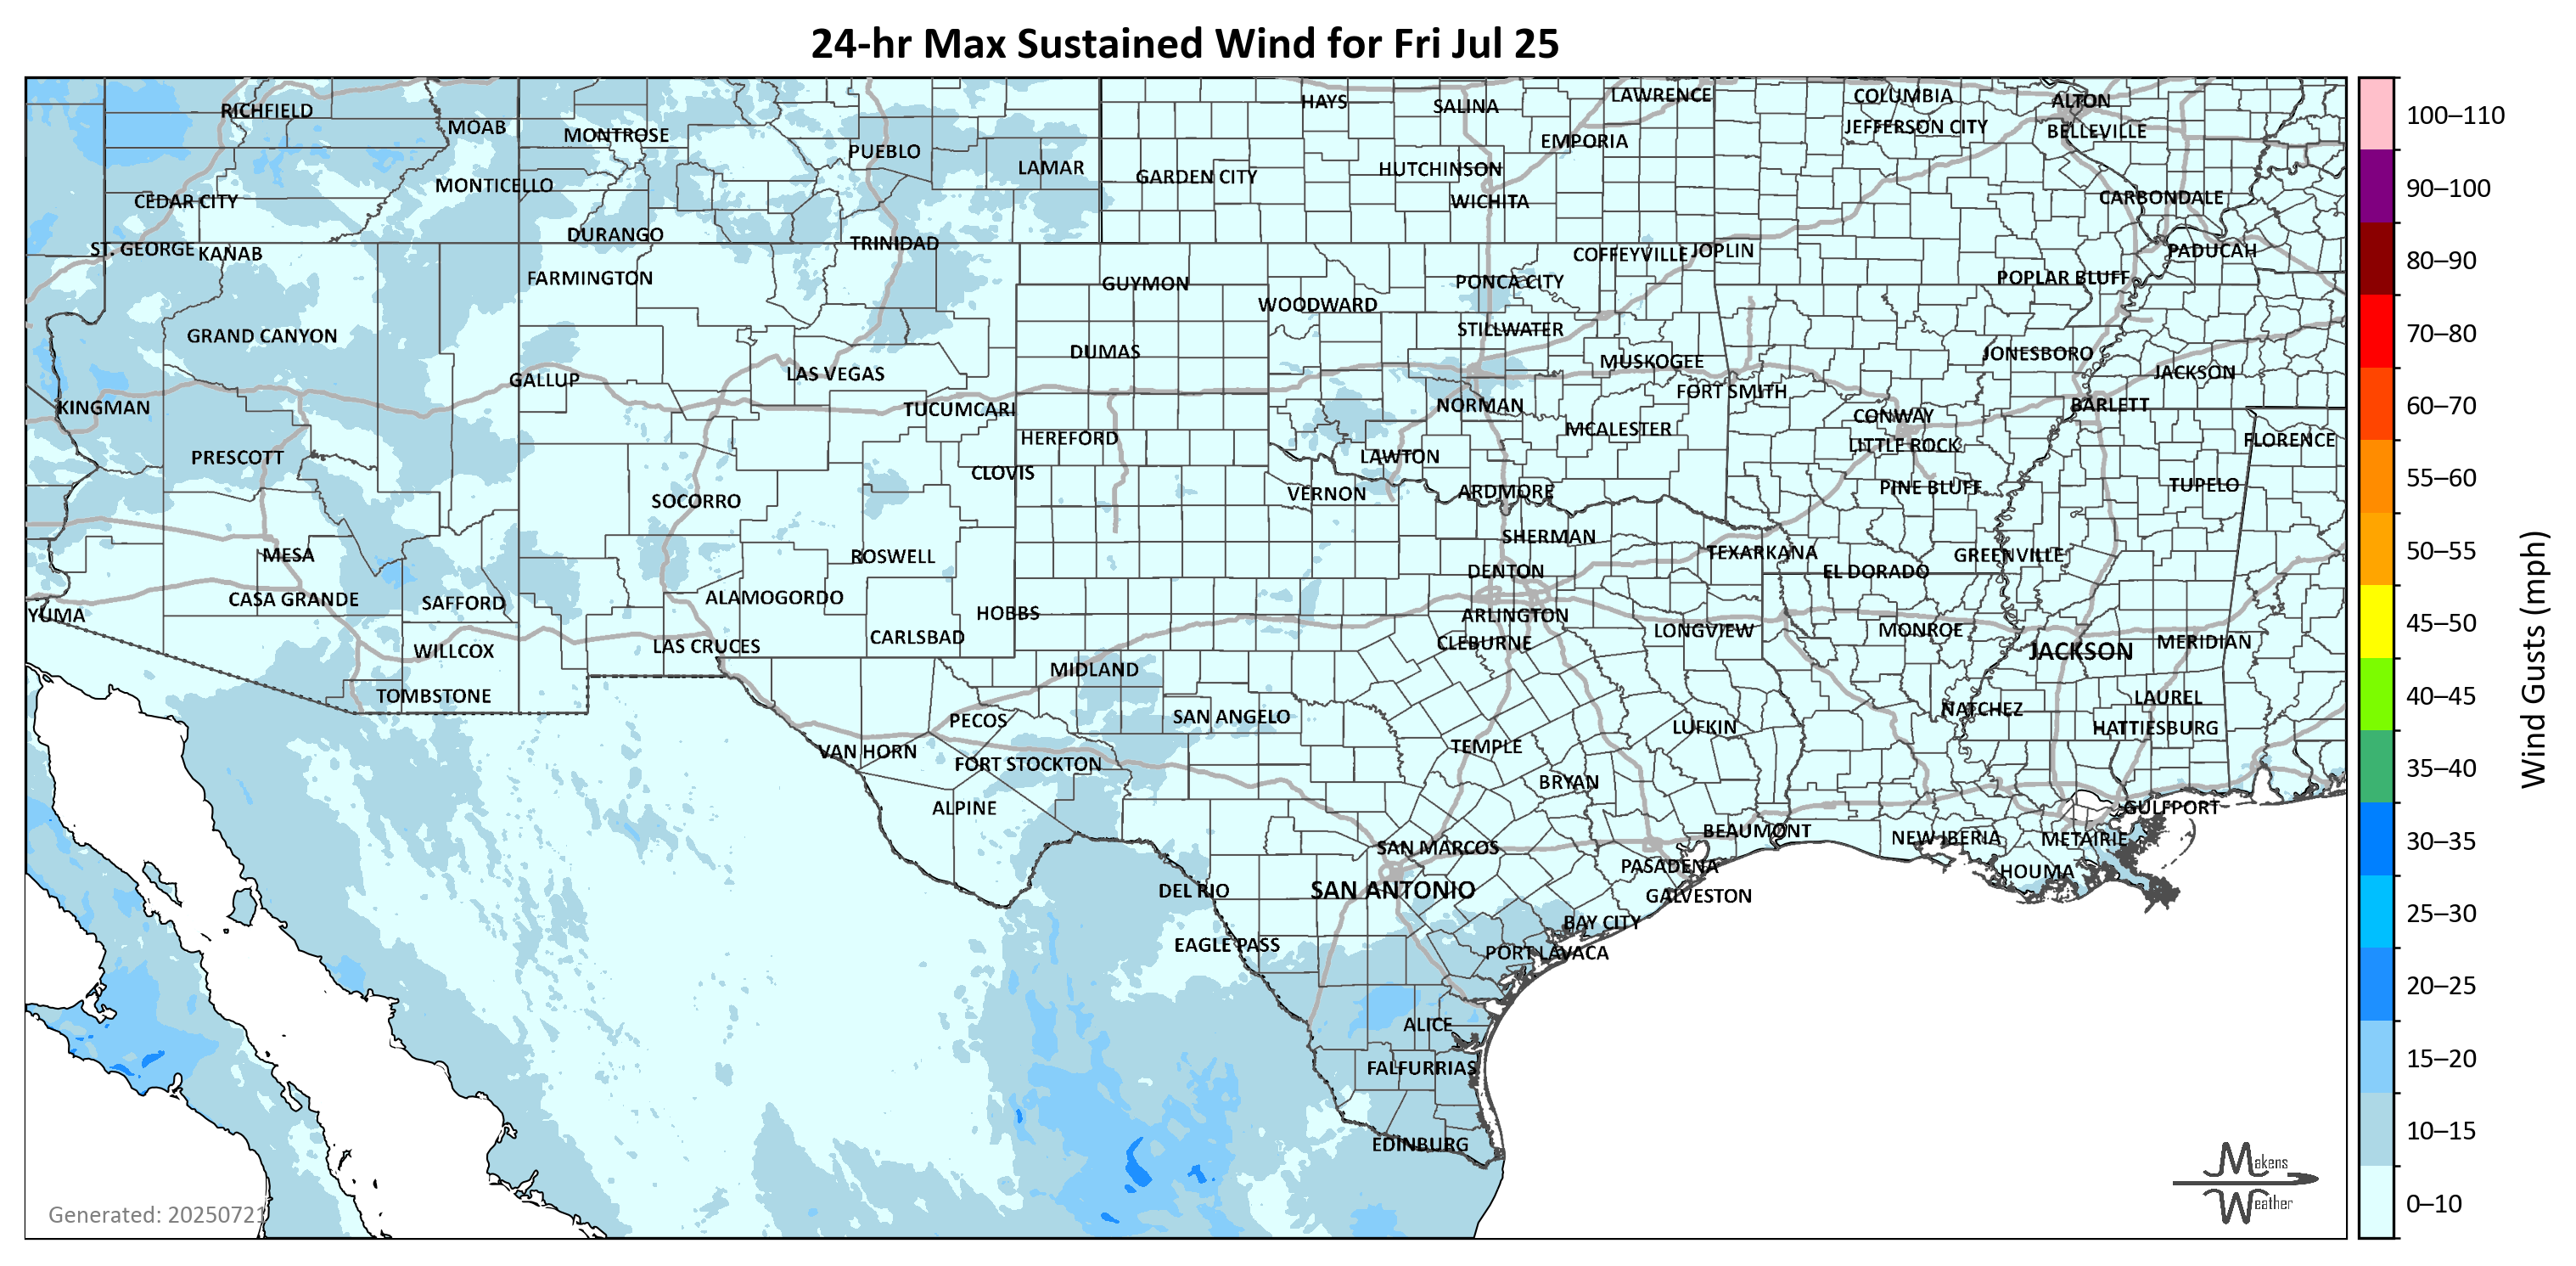 24-hr Max Sustained Wind for Fri Jul 25
RICHFIELD
MOAB
MONTROSE
PUEBLO
LAMAR
HAYS
SALINA
LAWRENCE
COLUMBIA
ALTON
EMPORIA
JEFFERSON CITY
BELLEVILLE
CEDAR CITY
MONTICELLO
GARDEN CITY
HUTCHINSON
WICHITA
CARBONDALE
ST. GEORGE
KANAB
DURANGO
TRINIDAD
COFFEYVILLE
JOPLIN
PADUCAH
FARMINGTON
GUYMON
PONCA CITY
POPLAR BLUFF
WOODWARD
GRAND CANYON
STILLWATER
DUMAS
MUSKOGEE
JONESBORO
GALLUP
LAS VEGAS
JACKSON
KINGMAN
TUCUMCARI
NORMAN
FORT SMITH
BARLETT
CONWAY
HEREFORD
MCALESTER
LITTLE ROCK
FLORENCE
PRESCOTT
CLOVIS
LAWTON
SOCORRO
VERNON
ARDMORE
PINE BLUFF
TUPELO
MESA
ROSWELL
SHERMAN
TEXARKANA
GREENVILLE
DENTON
EL DORADO
YUMA
CASA GRANDE
SAFFORD
ALAMOGORDO
HOBBS
ARLINGTON
WILLCOX
LAS CRUCES
CARLSBAD
CLEBURNE
LONGVIEW
MONROE
JACKSON
MERIDIAN
TOMBSTONE
MIDLAND
PECOS
SAN ANGELO
LUFKIN
NATCHEZ
LAUREL
HATTIESBURG
VAN HORN
FORT STOCKTON
TEMPLE
BRYAN
ALPINE
GULFPORT
SAN MARCOS
BEAUMONT
NEW IBERIA
METAIRIE
DEL RIO
SAN ANTONIO
PASADENA
HOUMA
GALVESTON
EAGLE PASS
BAY CITY
PORT LAVACA
ALICE
FALFURRIAS
EDINBURG
Generated: 20250721
Makens
Weather
100–110
90–100
80–90
70–80
60–70
55–60
50–55
45–50
40–45
35–40
30–35
25–30
20–25
15–20
10–15
0–10
Wind Gusts (mph)